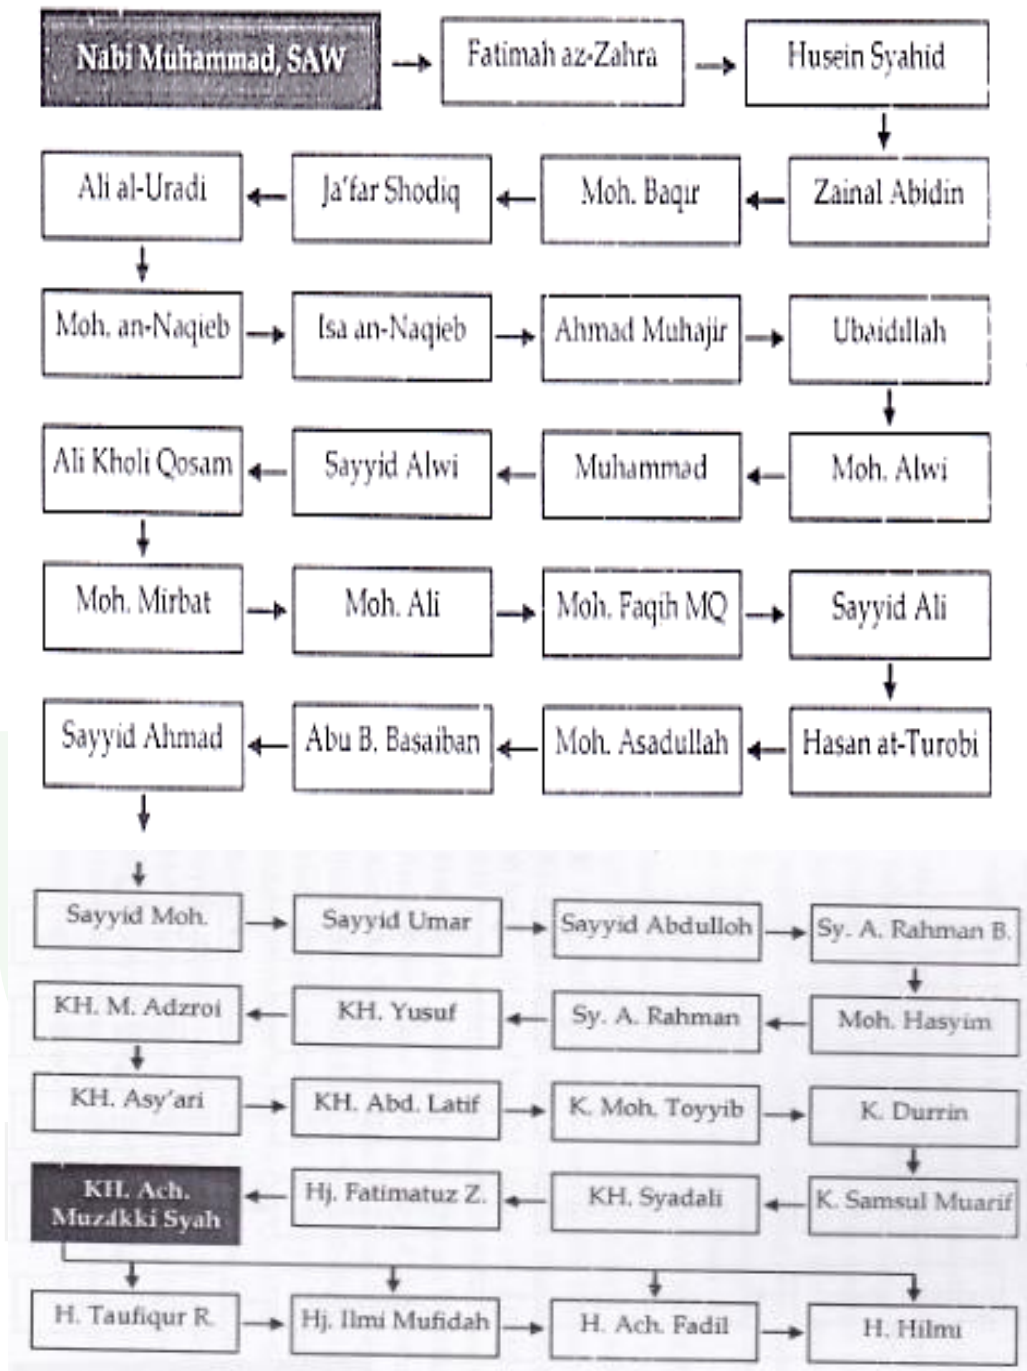 Nabi Muhammad, SAW
Fatimah az-Zahra
Husein Syahid
Zainal Abidin
Moh. Baqir
Ja'far Shodiq
Ali al-Uradi
Moh. an-Naqieb
Isa an-Naqieb
Ahmad Muhajir
Ubaidillah
Moh. Alwi
Muhammad
Sayyid Alwi
Ali Kholi Qosam
Moh. Mirbat
Moh. Ali
Moh. Faqih MQ
Sayyid Ali
Hasan at-Turobi
Moh. Asadullah
Abu B. Basaiban
Sayyid Ahmad
Sayyid Moh.
Sayyid Umar
Sayyid Abdulloh
Sy. A. Rahman B.
Moh. Hasyim
Sy. A. Rahman
KH. Yusuf
KH. M. Adzroi
KH. Asy'ari
KH. Abd. Latif
K. Moh. Toyyib
K. Durrin
K. Samsul Muarif
KH. Syadali
Hj. Fatimatuz Z.
KH. Ach.
Muzakki Syah
H. Taufiqur R.
Hj. Ilmi Mufidah
H. Ach. Fadil
H. Hilmi